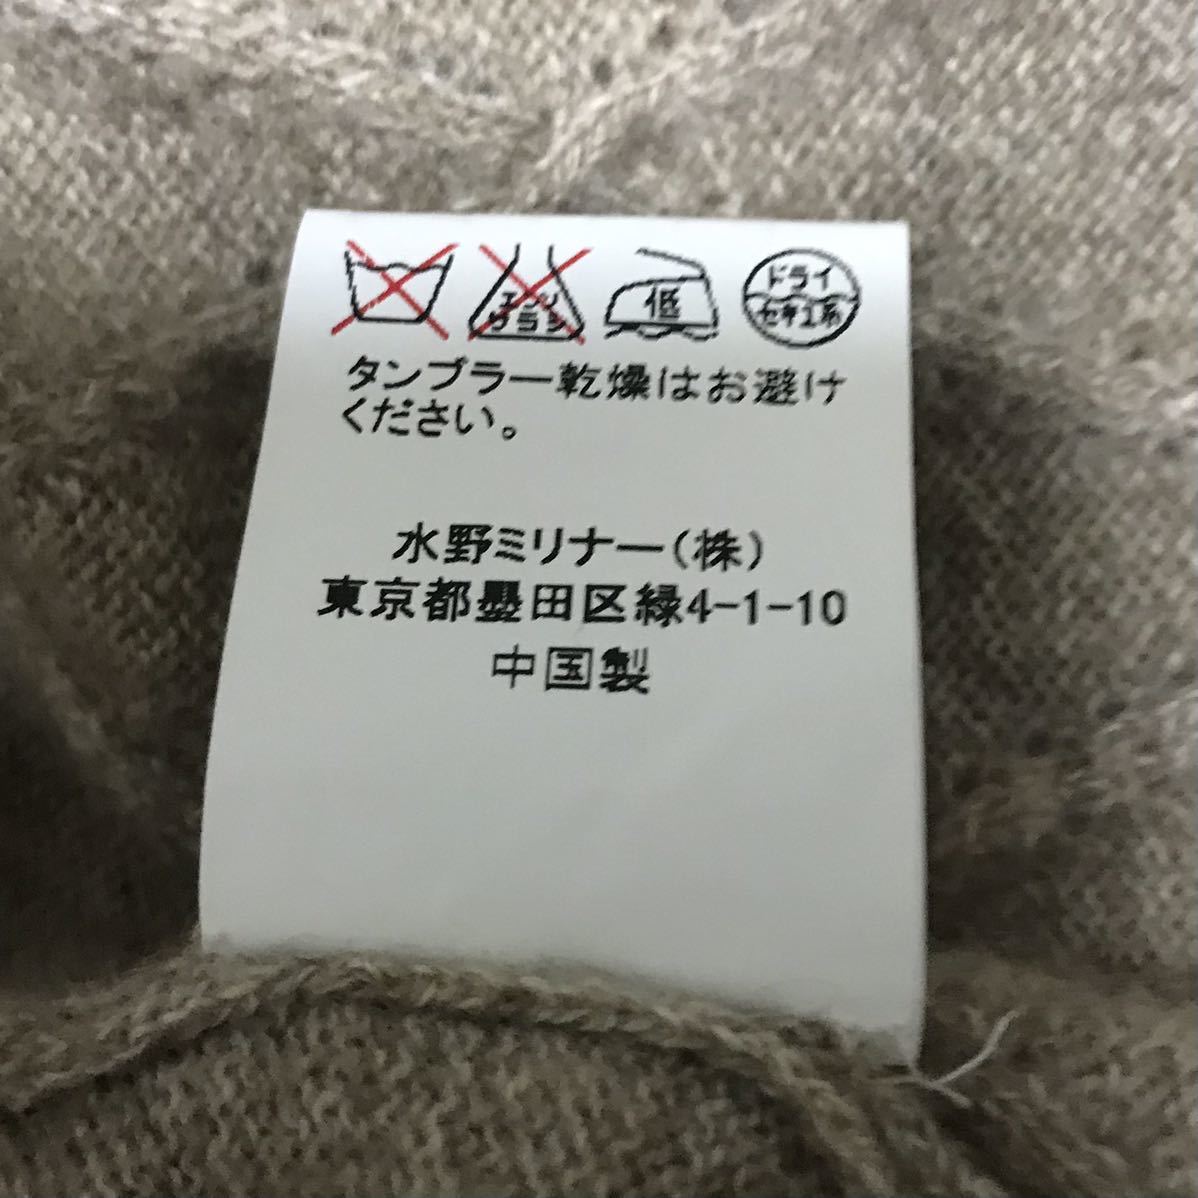 エンソ
サラシ
低
ドライ
セキユ系
タンブラー乾燥はお避け
ください。
水野ミリナー(株)
東京都墨田区緑4-1-10
中国製